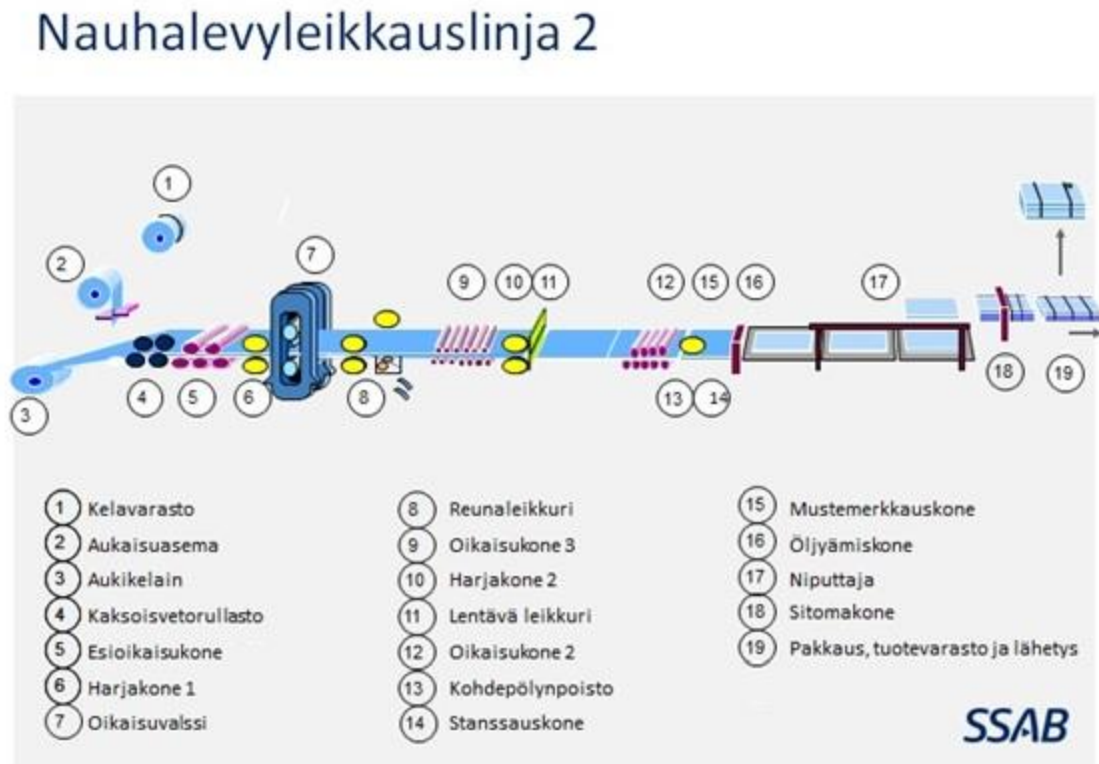 Nauhalevyleikkauslinja 2
1
2
3
4
5
6
7
8
9
10
11
12
15
16
13
14
17
18
19
1 Kelavarasto
2 Aukaisuasema
3 Aukikelain
4 Kaksoisvetorullasto
5 Esioikaisukone
6 Harjakone 1
7 Oikaisuvalssi
8 Reunaleikkuri
9 Oikaisukone 3
10 Harjakone 2
11 Lentävä leikkuri
12 Oikaisukone 2
13 Kohdepölynpoisto
14 Stanssauskone
15 Mustemerkkauskone
16 Öljyämiskone
17 Niputtaja
18 Sitomakone
19 Pakkaus, tuotevarasto ja lähetys
SSAB